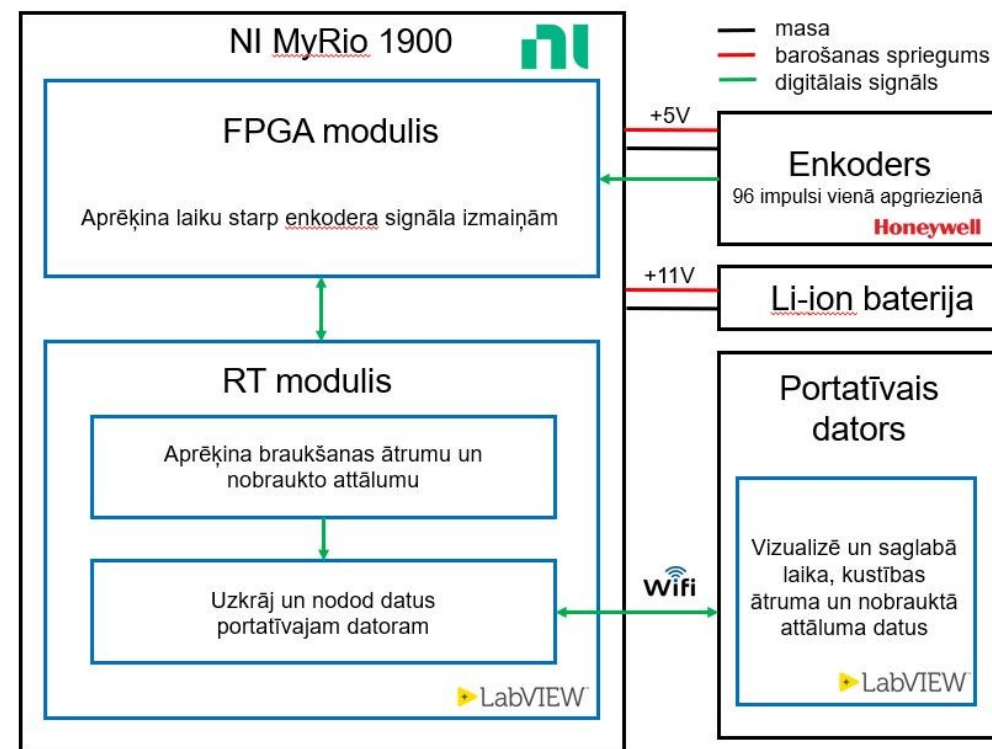 NI MyRio 1900
ni
FPGA modulis
Aprēķina laiku starp enkodera signāla izmaiņām
RT modulis
Aprēķina braukšanas ātrumu un
nobraukto attālumu
Uzkrāj un nodod datus
portatīvajam datoram
LabVIEW
masa
barošanas spriegums
digitālais signāls
+5V
Enkoders
96 impulsi vienā apgriezienā
Honeywell
+11V
Li-ion baterija
Wifi
Portatīvais
dators
Vizualizē un saglabā
laika, kustības
ātruma un nobrauktā
attāluma datus
LabVIEW